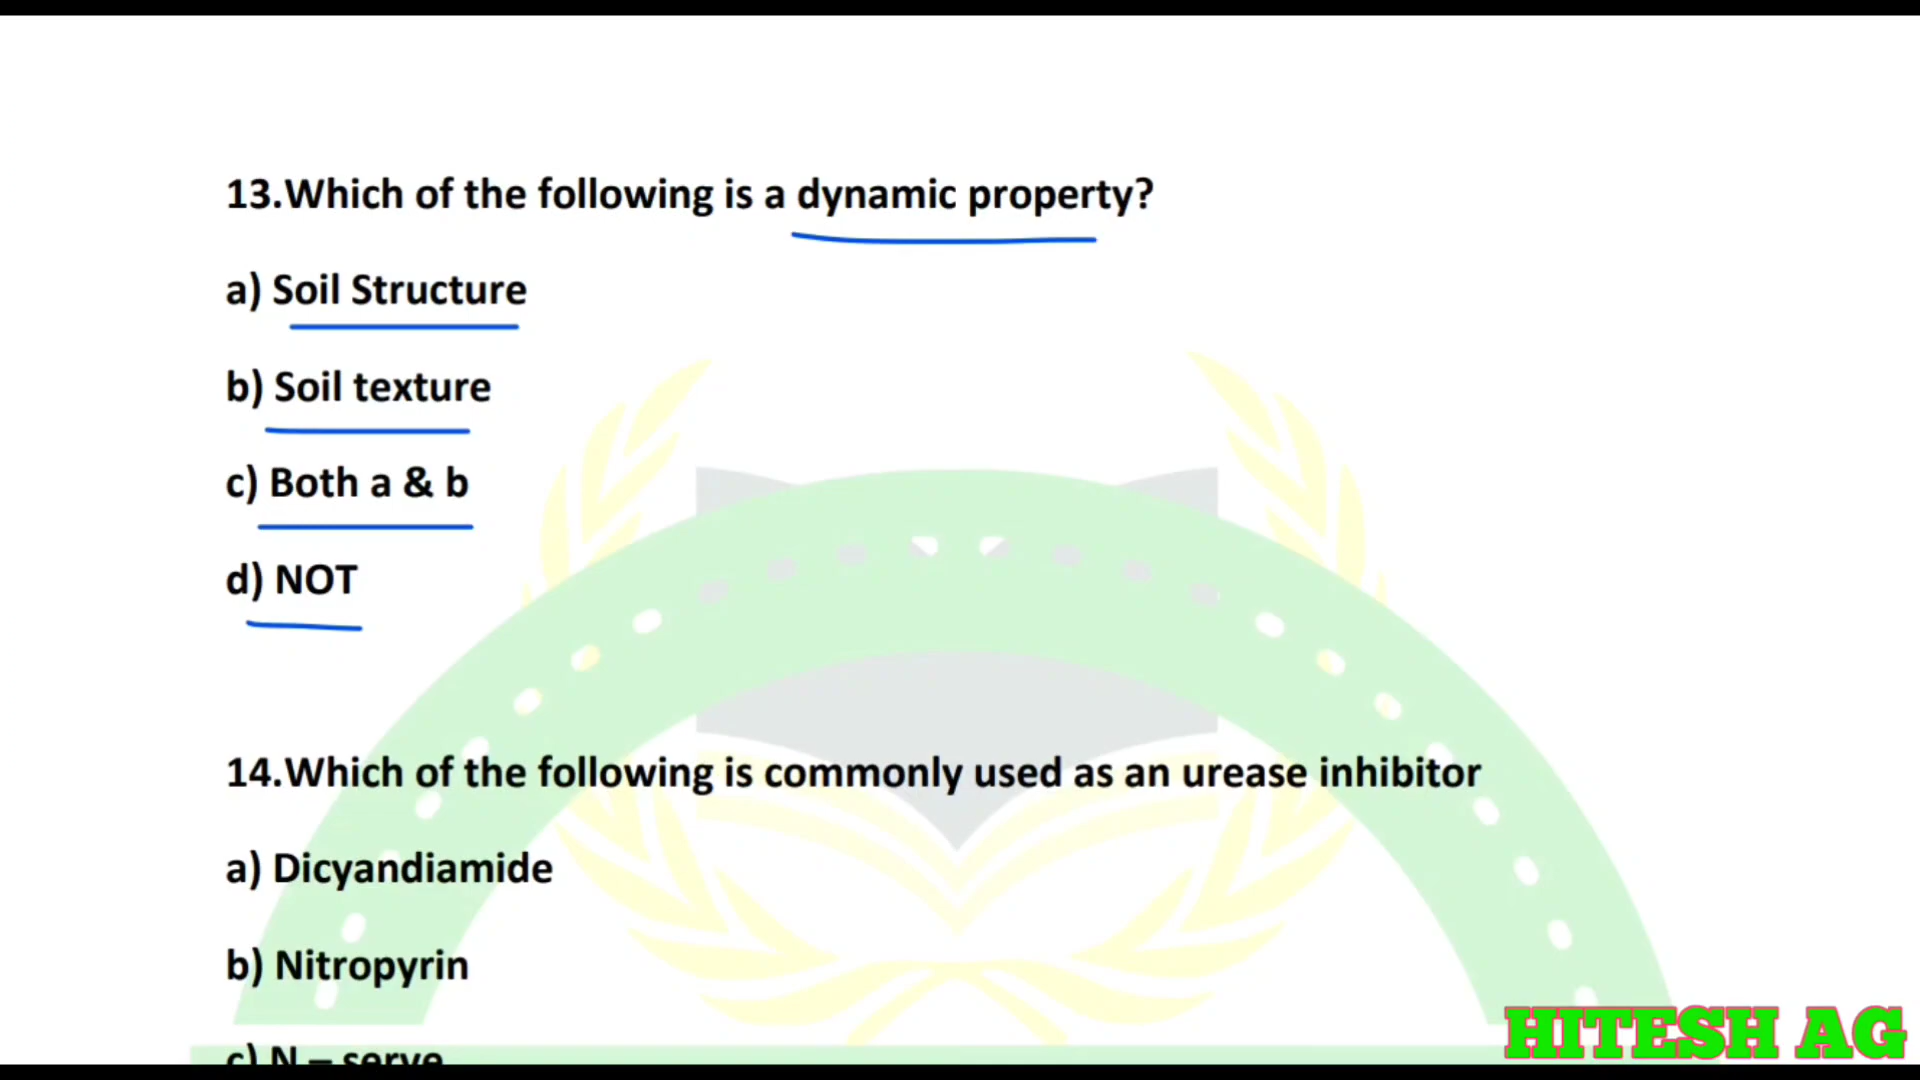 13.Which of the following is a dynamic property?
a) Soil Structure
b) Soil texture
c) Both a & b
d) NOT
14.Which of the following is commonly used as an urease inhibitor
a) Dicyandiamide
b) Nitropyrin
c) N – serve
HITESH AG